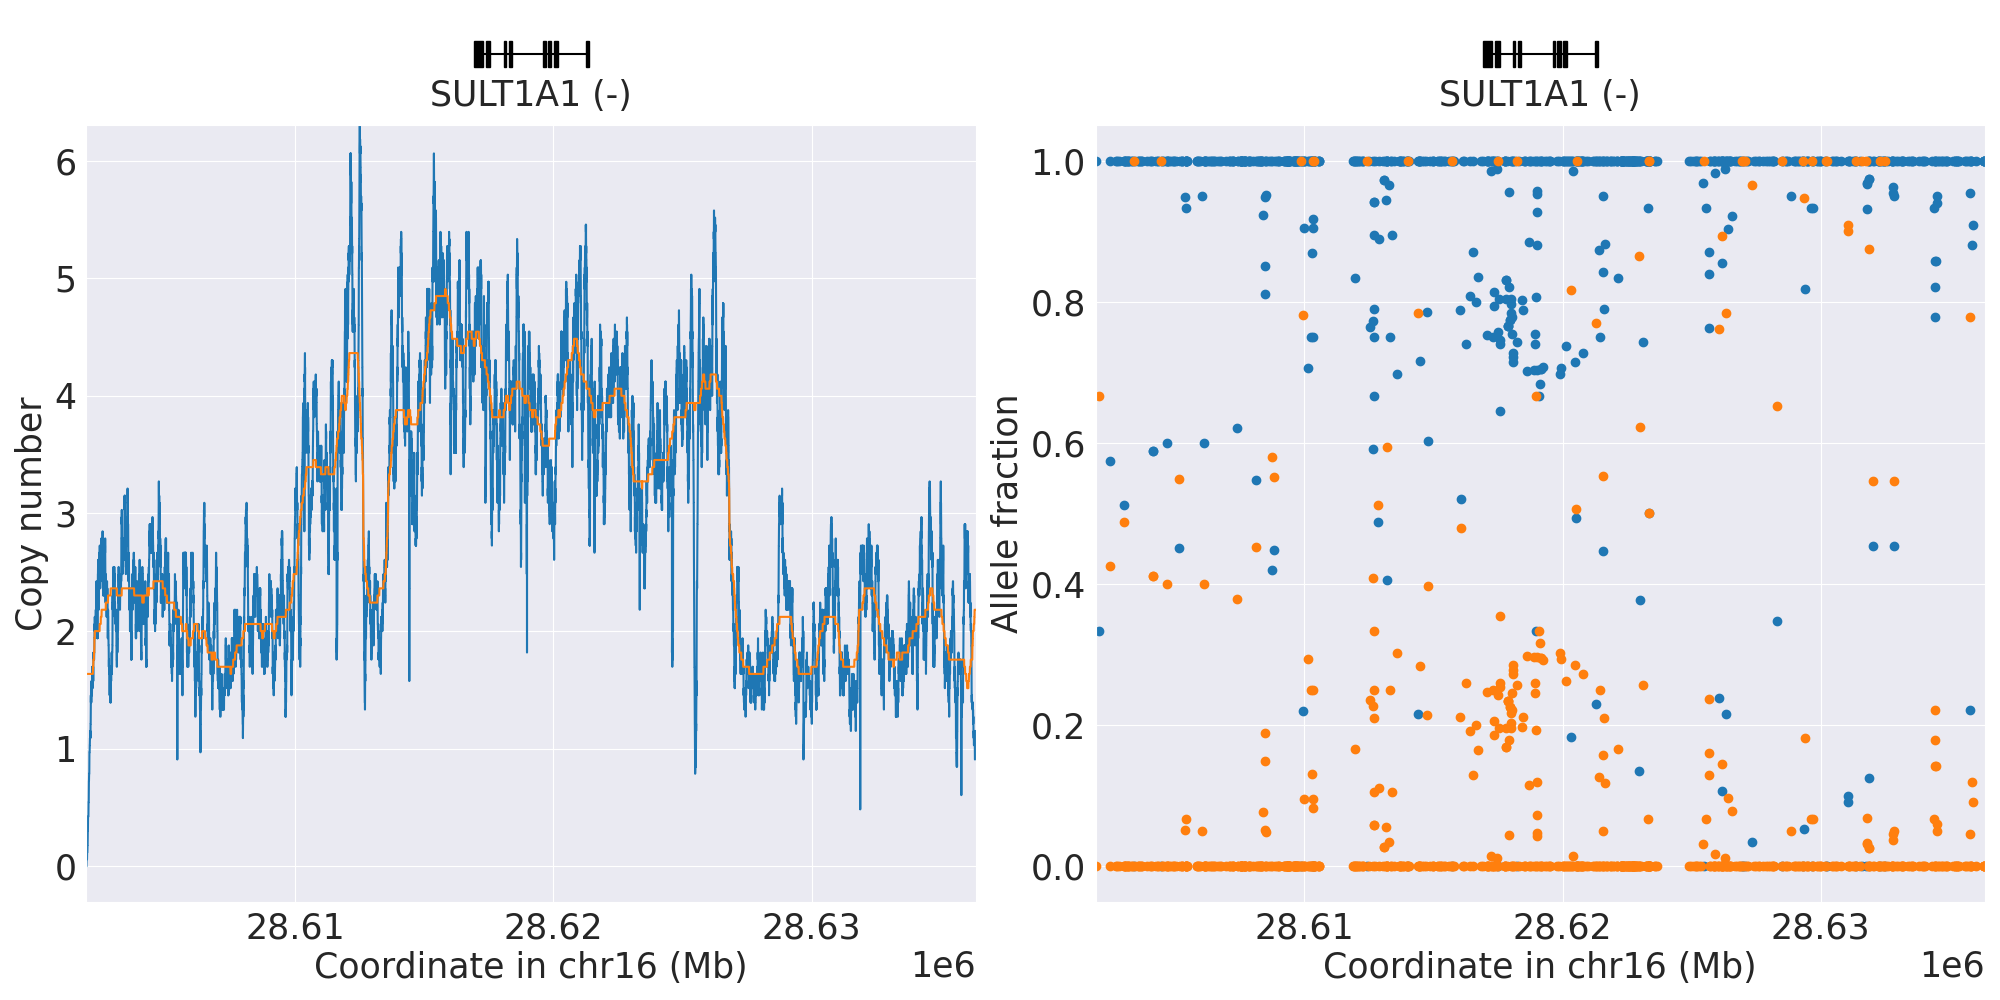 SULT1A1 (-)
Copy number
6
5
4
3
2
1
0
28.61
28.62
28.63
Coordinate in chr16 (Mb)
1e6
SULT1A1 (-)
Allele fraction
1.0
0.8
0.6
0.4
0.2
0.0
28.61
28.62
28.63
Coordinate in chr16 (Mb)
1e6